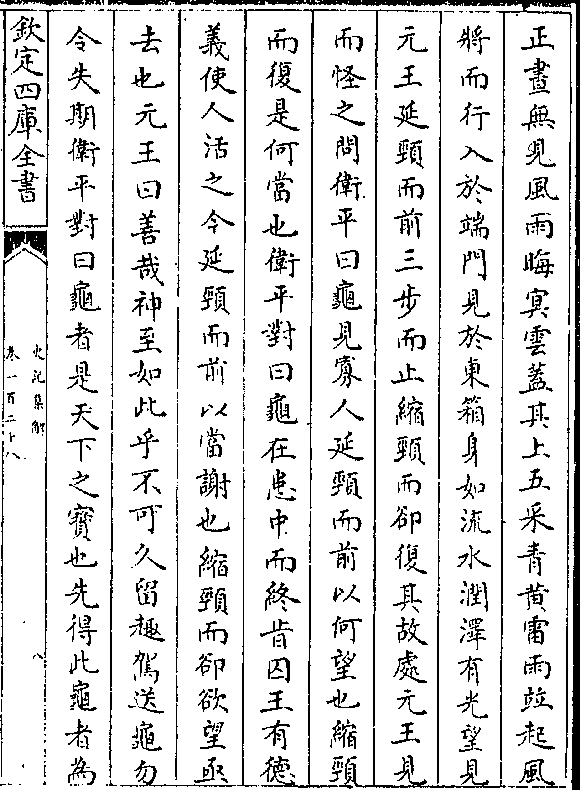 正晝無見風雨晦冥雲蓋其上五采青黄雷雨竝起風
將而行入於端門見於東箱身如流水潤澤有光望見
元王延頸而前三步而止縮頸而卻復其故處元王見
而怪之問衛平曰龜見寡人延頸而前以何望也縮頸
而復是何當也衛平對曰龜在患中而終昔囚王有德
義使人活之今延頸而前以當謝也縮頸而卻欲望亟
去也元王曰善哉神至如此乎不可久留趣駕送龜勿
令失期衛平對曰龜者是天下之寶也先得此龜者為
欽定四庫全書
史記集解
卷一百二十八
八